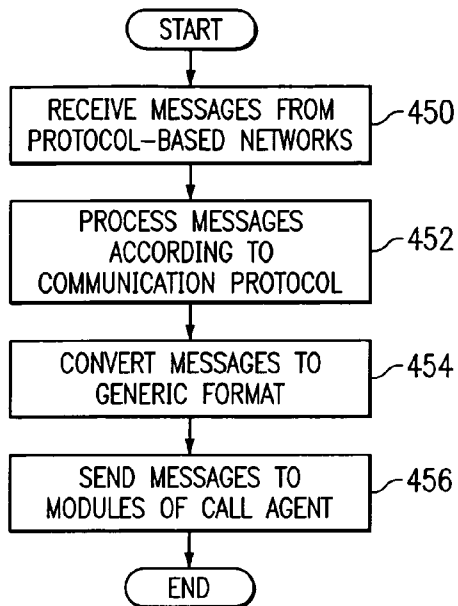 START
RECEIVE MESSAGES FROM
PROTOCOL-BASED NETWORKS
450
PROCESS MESSAGES
ACCORDING TO
COMMUNICATION PROTOCOL
452
CONVERT MESSAGES TO
GENERIC FORMAT
454
SEND MESSAGES TO
MODULES OF CALL AGENT
456
END